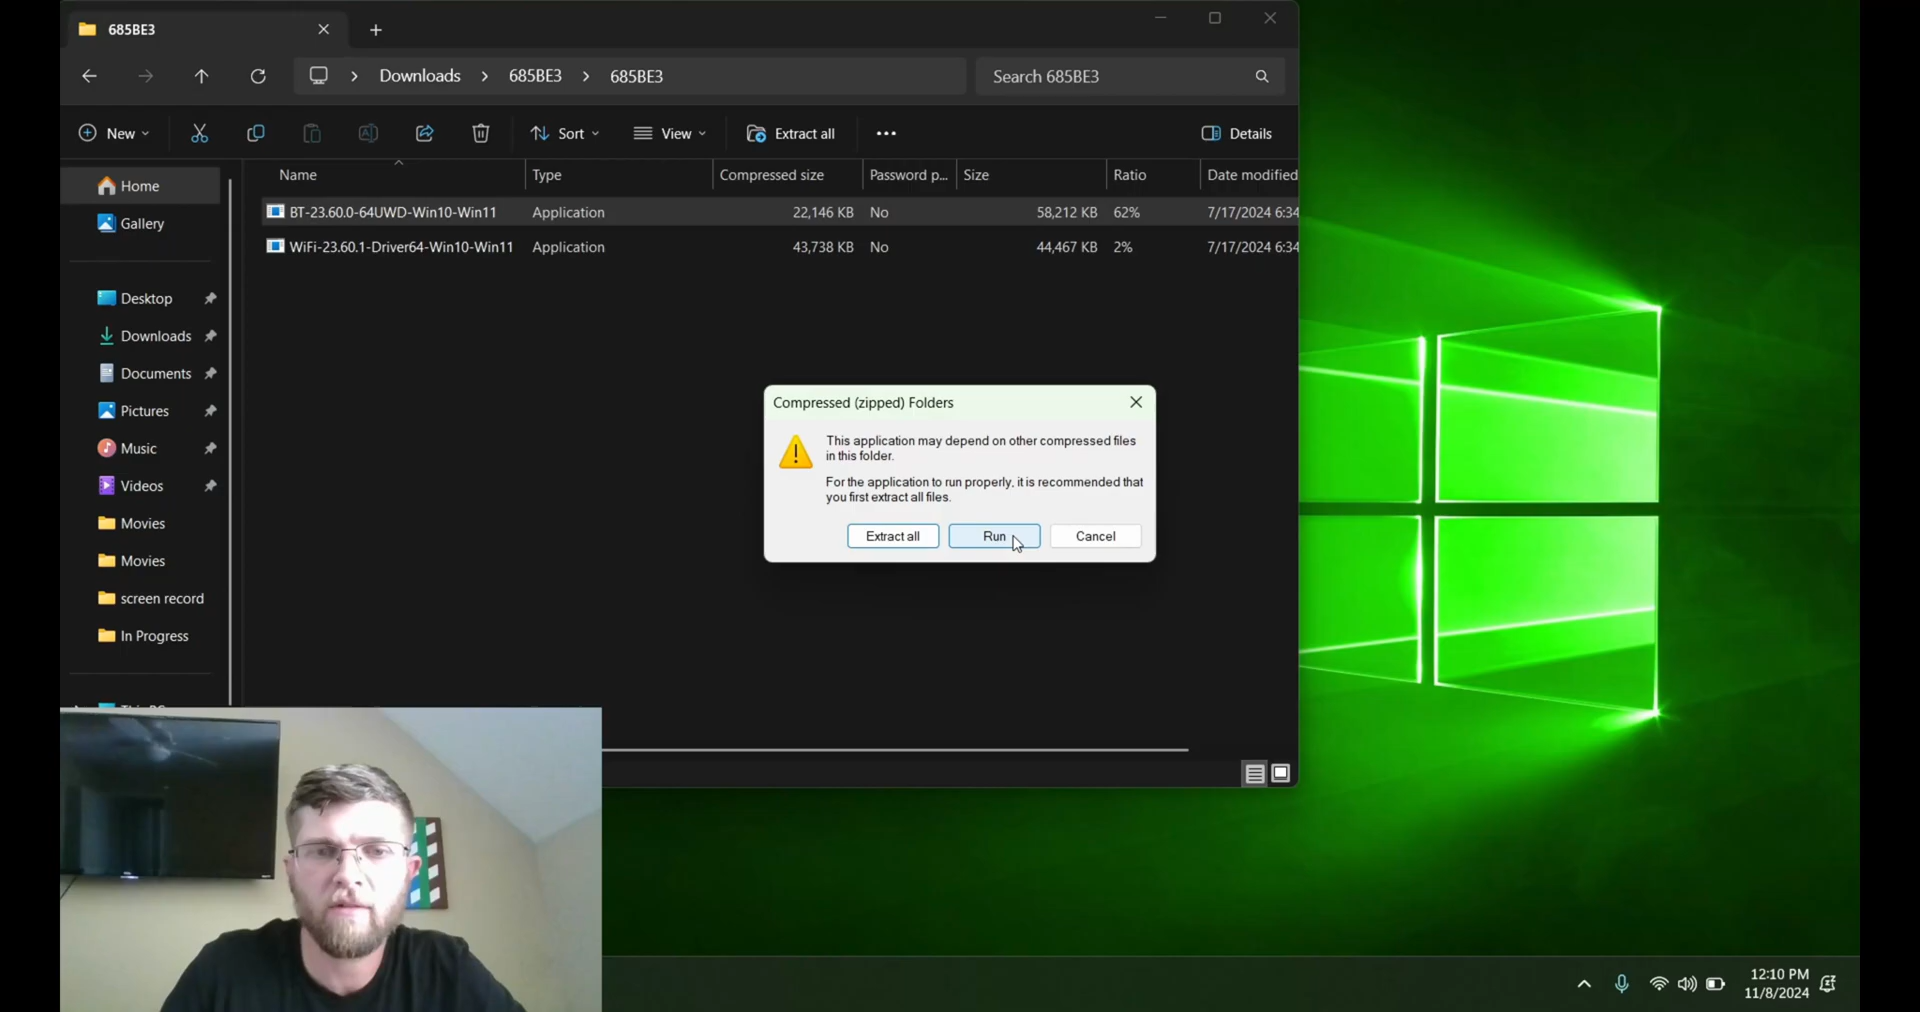 685BE3
Downloads > 685BE3 > 685BE3
Search 685BE3
New
Sort
View
Extract all
Details
Name
Type
Compressed size
Password p...
Size
Ratio
Date modified
BT-23.60.0-64UWD-Win10-Win11
Application
22,146 KB
No
58,212 KB
62%
7/17/2024 6:34
WiFi-23.60.1-Driver64-Win10-Win11
Application
43,738 KB
No
44,467 KB
2%
7/17/2024 6:34
Home
Gallery
Desktop
Downloads
Documents
Pictures
Music
Videos
Movies
Movies
screen record
In Progress
Compressed (zipped) Folders
This application may depend on other compressed files
in this folder.
For the application to run properly, it is recommended that
you first extract all files.
Extract all
Run
Cancel
12:10 PM
11/8/2024